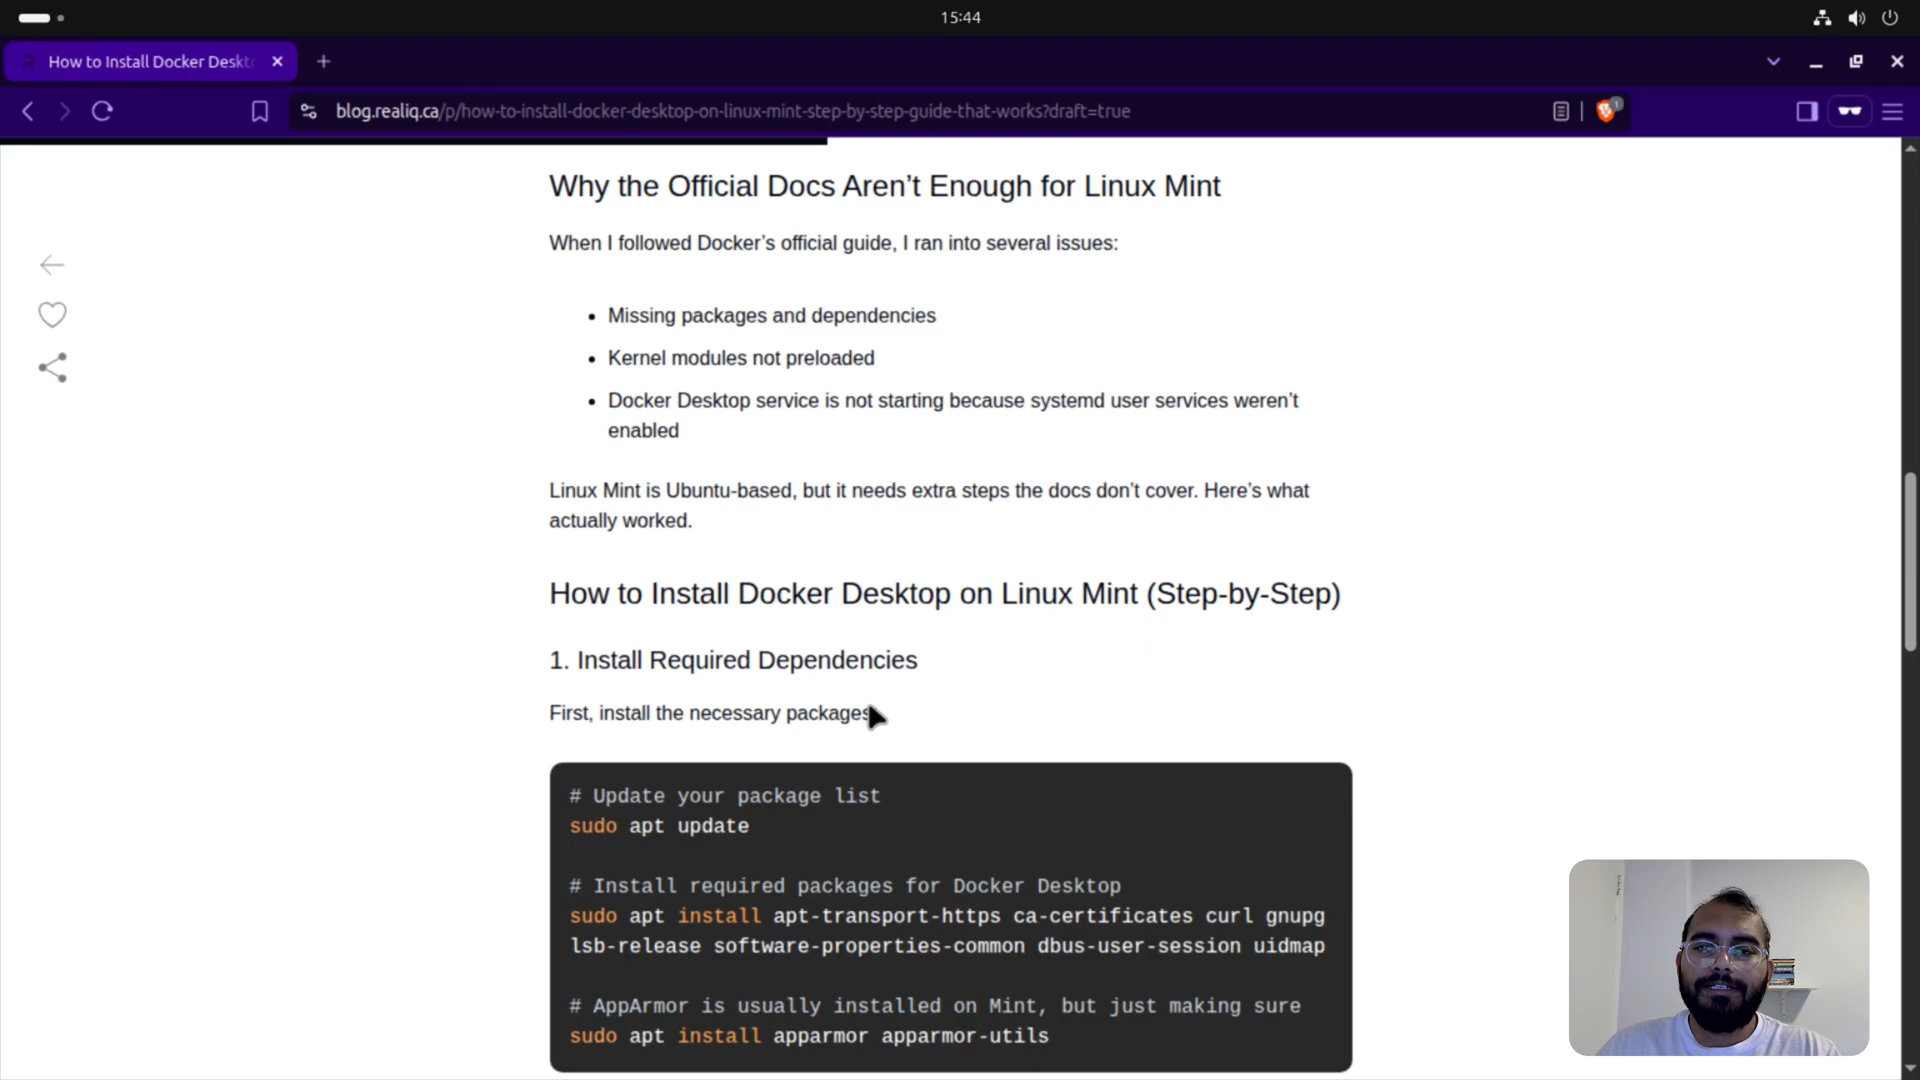 15:44
How to Install Docker Deskt
blog.realiq.ca/p/how-to-install-docker-desktop-on-linux-mint-step-by-step-guide-that-works?draft=true
1
Why the Official Docs Aren’t Enough for Linux Mint
When I followed Docker’s official guide, I ran into several issues:
• Missing packages and dependencies
• Kernel modules not preloaded
• Docker Desktop service is not starting because systemd user services weren’t
enabled
Linux Mint is Ubuntu-based, but it needs extra steps the docs don’t cover. Here’s what
actually worked.
How to Install Docker Desktop on Linux Mint (Step-by-Step)
1. Install Required Dependencies
First, install the necessary packages
# Update your package list
sudo apt update
# Install required packages for Docker Desktop
sudo apt install apt-transport-https ca-certificates curl gnupg
lsb-release software-properties-common dbus-user-session uidmap
# AppArmor is usually installed on Mint, but just making sure
sudo apt install apparmor apparmor-utils